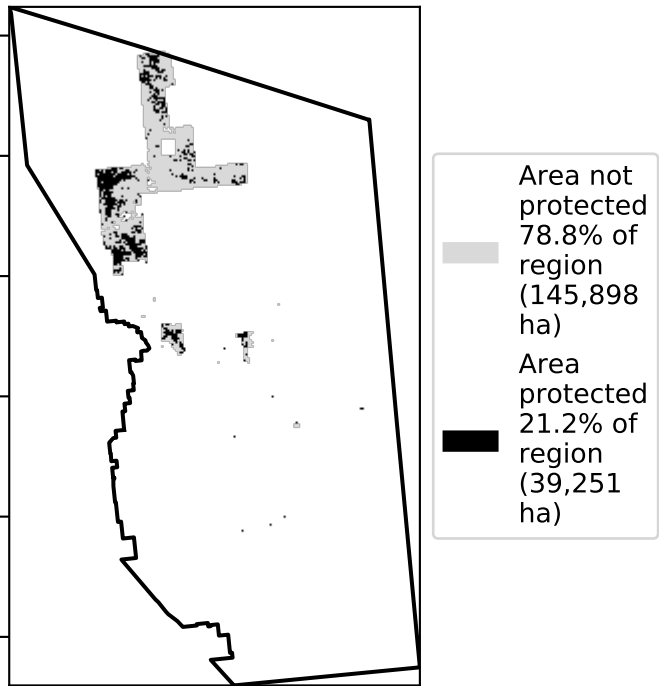 Area not
protected
78.8% of
region
(145,898
ha)
Area
protected
21.2% of
region
(39,251
ha)